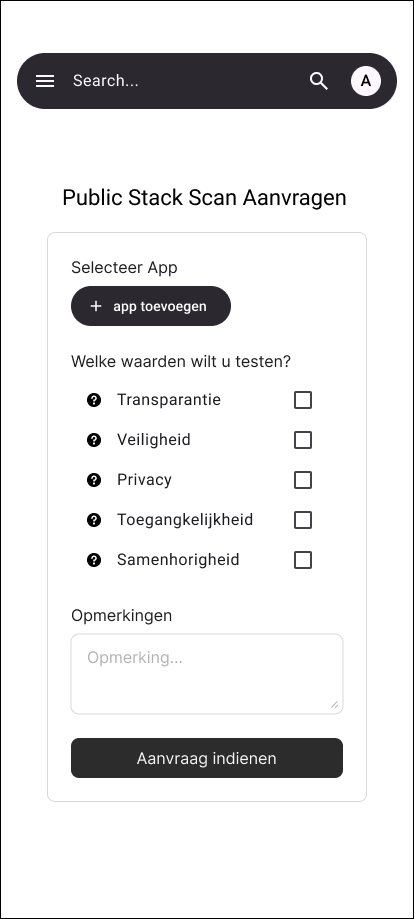 Search...
A
Public Stack Scan Aanvragen
Selecteer App
+ app toevoegen
Welke waarden wilt u testen?
Transparantie
Veiligheid
Privacy
Toegangkelijkheid
Samenhorigheid
Opmerkingen
Opmerking...
Aanvraag indienen